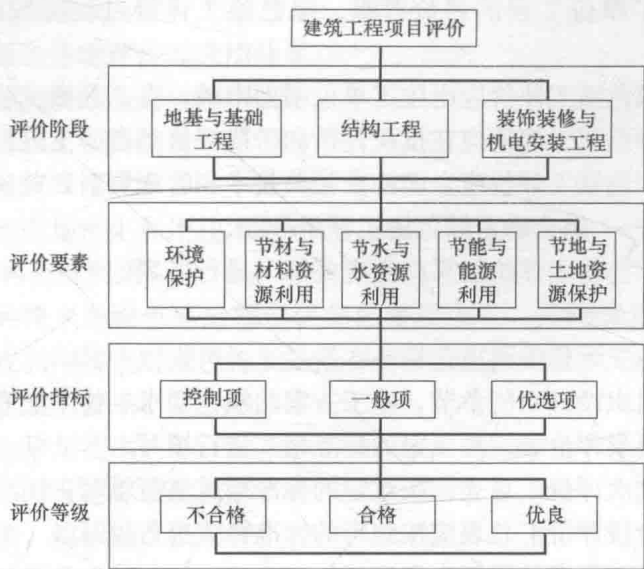 建筑工程项目评价
评价阶段
地基与基础
工程
结构工程
装饰装修与
机电安装工程
评价要素
环境
保护
节材与
材料资
源利用
节水与
水资源
利用
节能与
能源
利用
节地与
土地资
源保护
评价指标
控制项
一般项
优选项
评价等级
不合格
合格
优良